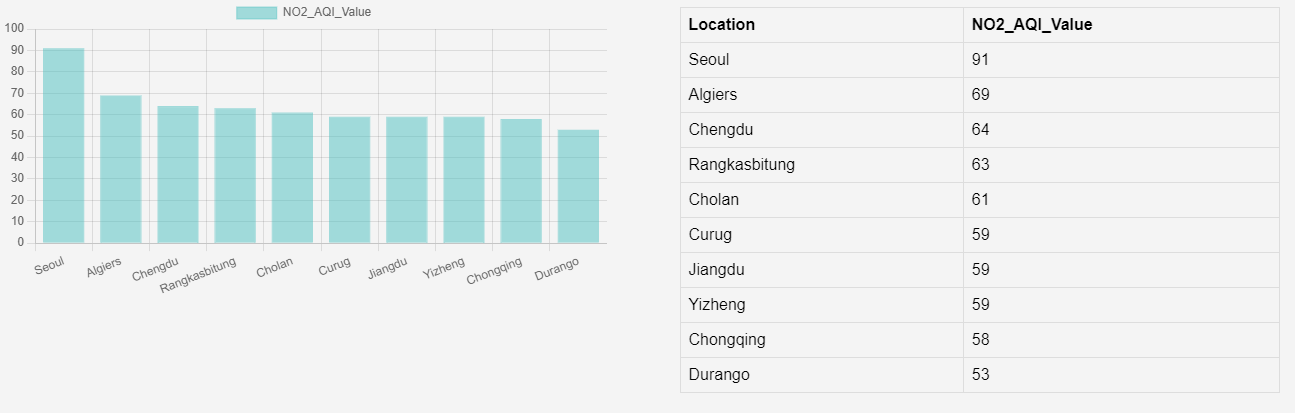 NO2_AQI_Value
100
90
80
70
60
50
40
30
20
10
0
Seoul
Algiers
Chengdu
Rangkasbitung
Cholan
Curug
Jiangdu
Yizheng
Chongqing
Durango
Location NO2_AQI_Value
Seoul 91
Algiers 69
Chengdu 64
Rangkasbitung 63
Cholan 61
Curug 59
Jiangdu 59
Yizheng 59
Chongqing 58
Durango 53